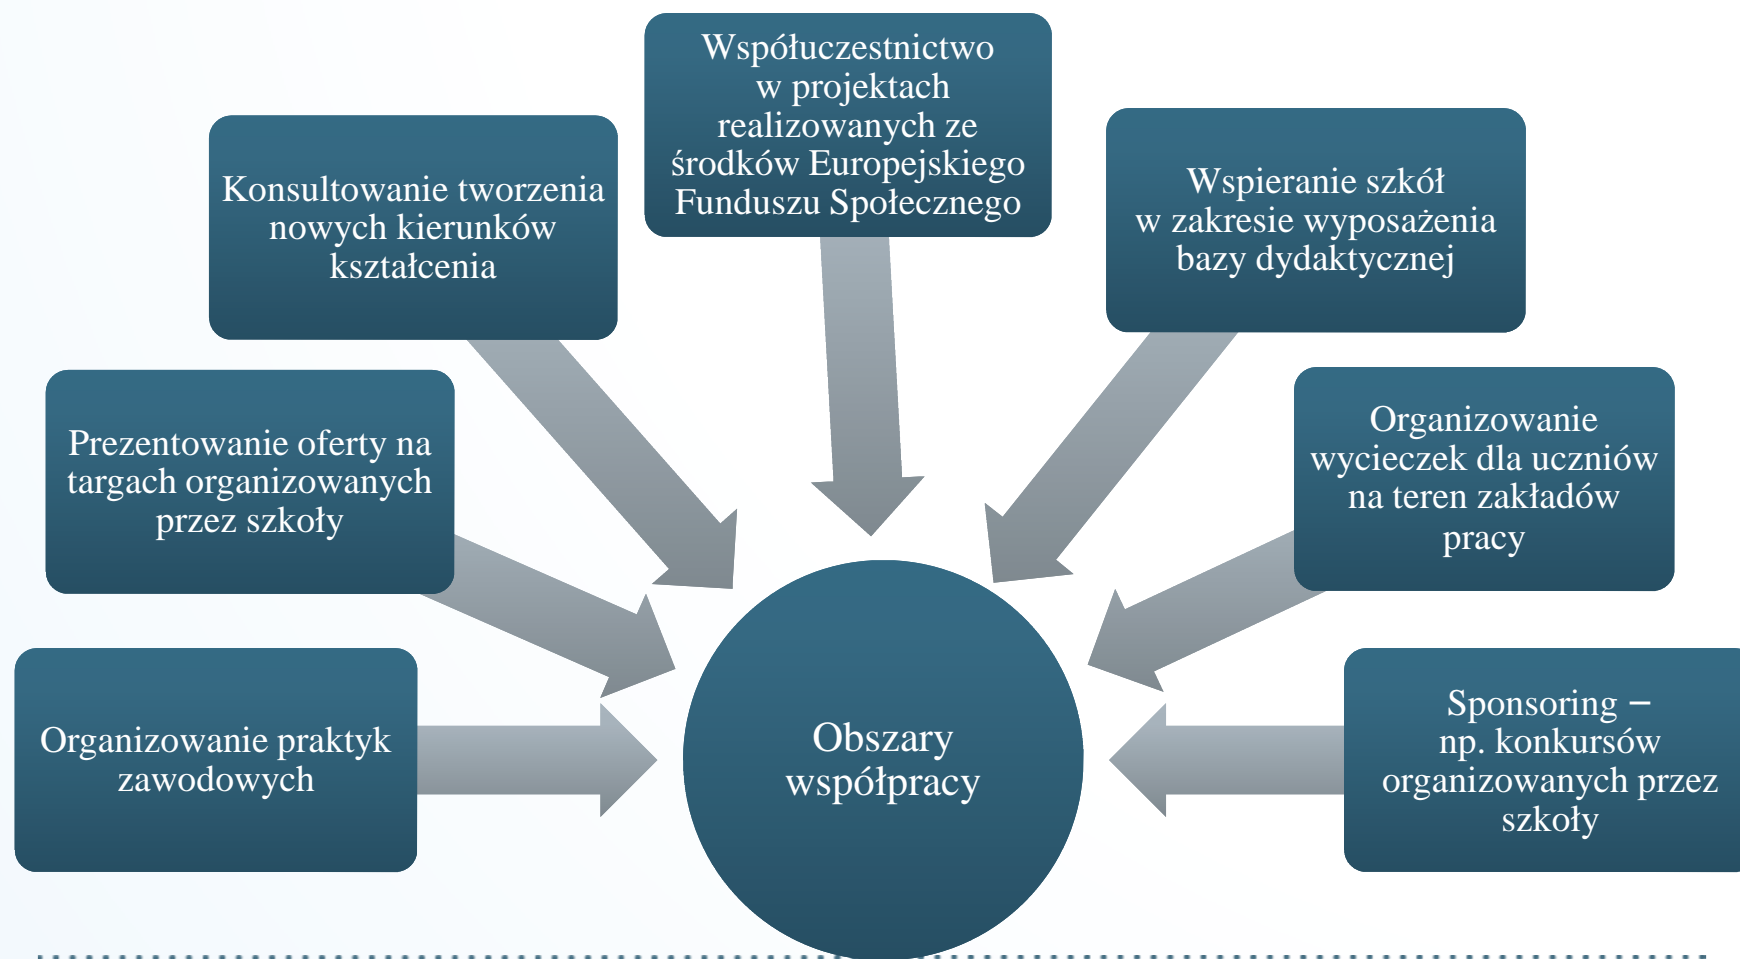 Współuczestnictwo
w projektach
realizowanych ze
środków Europejskiego
Funduszu Społecznego
Konsultowanie tworzenia
nowych kierunków
kształcenia
Wspieranie szkół
w zakresie wyposażenia
bazy dydaktycznej
Prezentowanie oferty na
targach organizowanych
przez szkoły
Organizowanie
wycieczek dla uczniów
na teren zakładów
pracy
Organizowanie praktyk
zawodowych
Obszary
współpracy
Sponsoring –
np. konkursów
organizowanych przez
szkoły